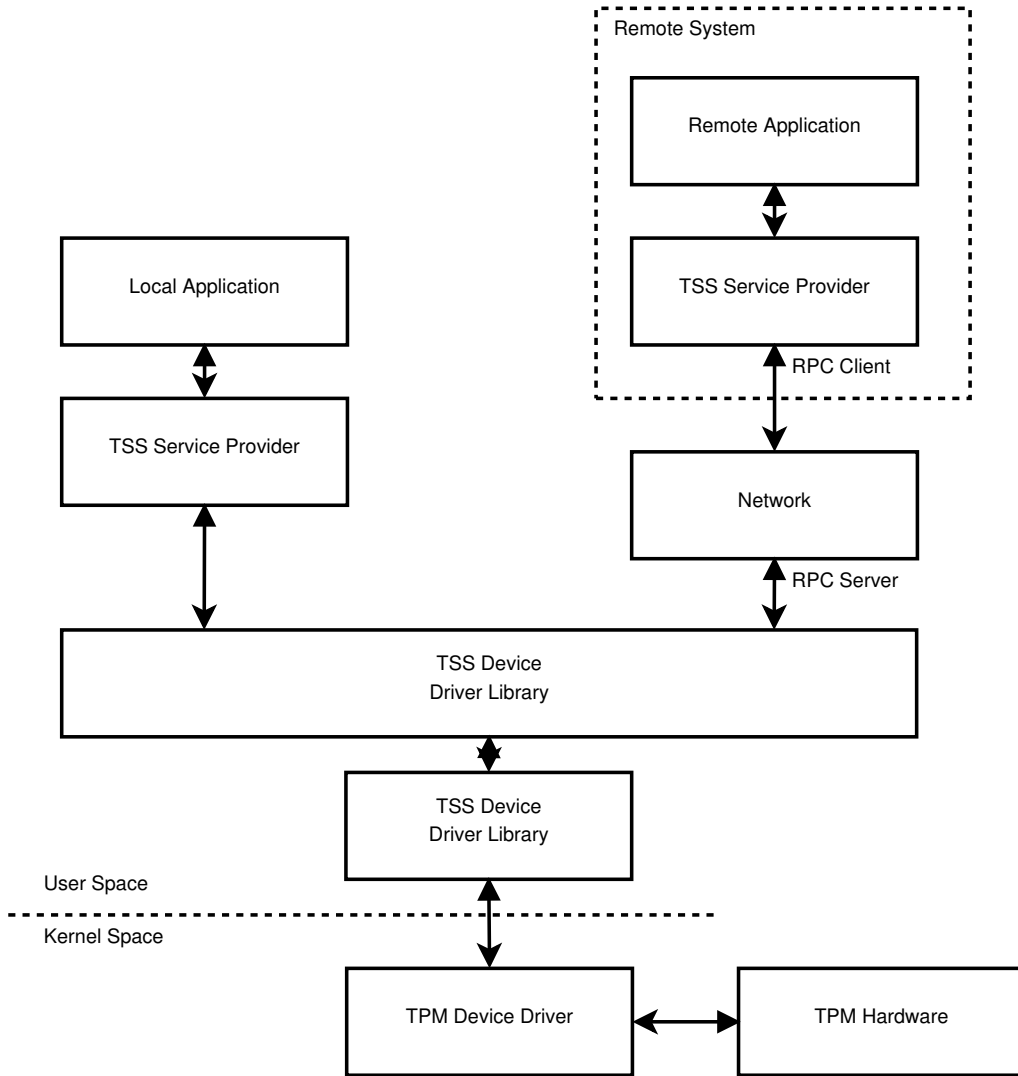 Remote System
Remote Application
TSS Service Provider
RPC Client
Local Application
TSS Service Provider
Network
RPC Server
TSS Device
Driver Library
TSS Device
Driver Library
User Space
Kernel Space
TPM Device Driver
TPM Hardware